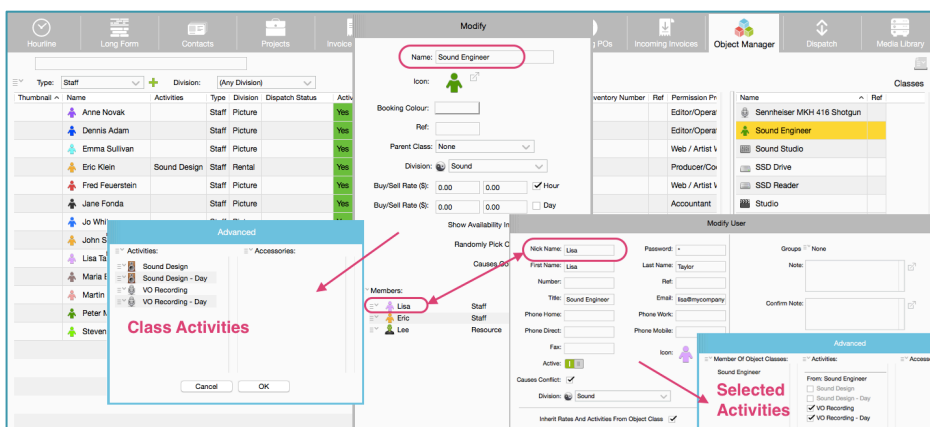 Hourline Long Form Contacts Projects Invoice
Type: Staff Division: (Any Division)
Thumbnail Name Activities Type Division Dispatch Status Activ
Anne Novak Staff Picture Yes
Dennis Adam Staff Picture Yes
Emma Sullivan Staff Picture Yes
Eric Klein Sound Design Staff Rental Yes
Fred Feuerstein Staff Picture Yes
Jane Fonda Staff Picture Yes
Jo
John S
Lisa Ta
Maria
Martin
Peter
Steven
Modify
Name: Sound Engineer
Icon:
Booking Colour:
Ref:
Parent Class: None
Division: Sound
Buy/Sell Rate ($): 0.00 0.00 Hour
Buy/Sell Rate ($): 0.00 0.00 Day
Show Availability In
Randomly Pick
Causes
Members:
Lisa Staff
Eric Staff
Lee Resource
POs Incoming Invoices Object Manager Dispatch Media Library
Classes
ventory Number Ref Permission Pr
Editor/Opera
Editor/Opera
Web / Artist
Producer/Co
Web / Artist
Accountant
Name Ref
Sennheiser MKH 416 Shotgun
Sound Engineer
Sound Studio
SSD Drive
SSD Reader
Studio
Advanced
Activities: Accessories:
Sound Design
Sound Design - Day
VO Recording
VO Recording - Day
Class Activities
Cancel OK
Modify User
Nick Name: Lisa Password: Groups None
First Name: Lisa Last Name: Taylor Note:
Number: Ref:
Title: Sound Engineer Email: lisa@mycompany
Phone Home: Phone Work: Confirm Note:
Phone Direct: Phone Mobile:
Fax: Icon:
Active:
Causes Conflict:
Division: Sound
Inherit Rates And Activities From Object Class
Advanced
Member Of Object Classes: Activities: Access
Sound Engineer From: Sound Engineer
Sound Design
Sound Design - Day
VO Recording
VO Recording - Day
Selected
Activities